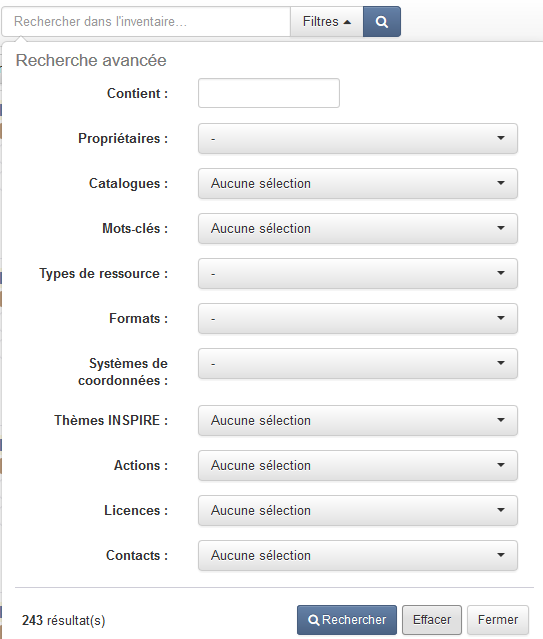 Rechercher dans l'inventaire... Filtres
Recherche avancée
Contient :
Propriétaires : -
Catalogues : Aucune sélection
Mots-clés : Aucune sélection
Types de ressource : -
Formats : -
Systèmes de
coordonnées : -
Thèmes INSPIRE : Aucune sélection
Actions : Aucune sélection
Licences : Aucune sélection
Contacts : Aucune sélection
243 résultat(s) Rechercher Effacer Fermer